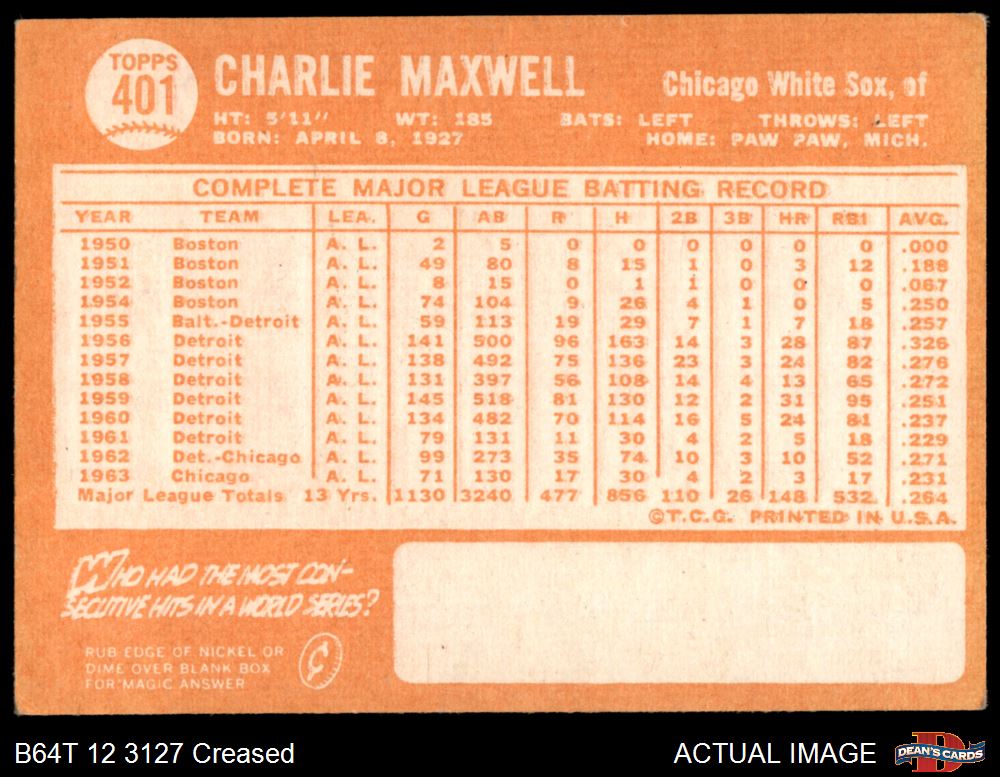 TOPPS
401
CHARLIE MAXWELL
Chicago White Sox, of
HT: 5'11" WT: 185 BATS: LEFT THROWS: LEFT
BORN: APRIL 8, 1927 HOME: PAW PAW, MICH.
COMPLETE MAJOR LEAGUE BATTING RECORD
YEAR TEAM LEA. G AB R H 2B 3B HR RBI AVG.
1950 Boston A. L. 2 5 0 0 0 0 0 0 .000
1951 Boston A. L. 49 80 8 15 1 0 3 12 .188
1952 Boston A. L. 8 15 0 1 1 0 0 0 .067
1954 Boston A. L. 74 104 9 26 4 1 0 5 .250
1955 Balt.-Detroit A. L. 59 113 19 29 7 1 7 18 .257
1956 Detroit A. L. 141 500 96 163 14 3 28 87 .326
1957 Detroit A. L. 138 492 75 136 23 3 24 82 .276
1958 Detroit A. L. 131 397 56 108 14 4 13 65 .272
1959 Detroit A. L. 145 518 81 130 12 2 31 95 .251
1960 Detroit A. L. 134 482 70 114 16 5 24 81 .237
1961 Detroit A. L. 79 131 11 30 4 2 5 18 .229
1962 Det.-Chicago A. L. 99 273 35 74 10 3 10 52 .271
1963 Chicago A. L. 71 130 17 30 4 2 3 17 .231
Major League Totals 13 Yrs. 1130 3240 477 856 110 26 148 532 .264
©T.C.G. PRINTED IN U.S.A.
WHO HAD THE MOST CON-
SECUTIVE HITS IN A WORLD SERIES?
RUB EDGE OF NICKEL OR
DIME OVER BLANK BOX
FOR MAGIC ANSWER
B64T 12 3127 Creased
ACTUAL IMAGE
DEAN'S CARDS